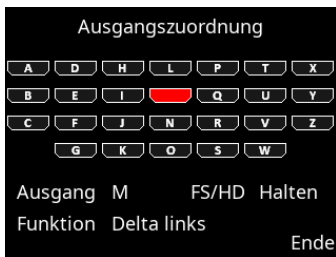 Ausgangszuordnung
A D H L P T X
B E I Q U Y
C F J N R V Z
G K O S W
Ausgang M FS/HD Halten
Funktion Delta links
Ende